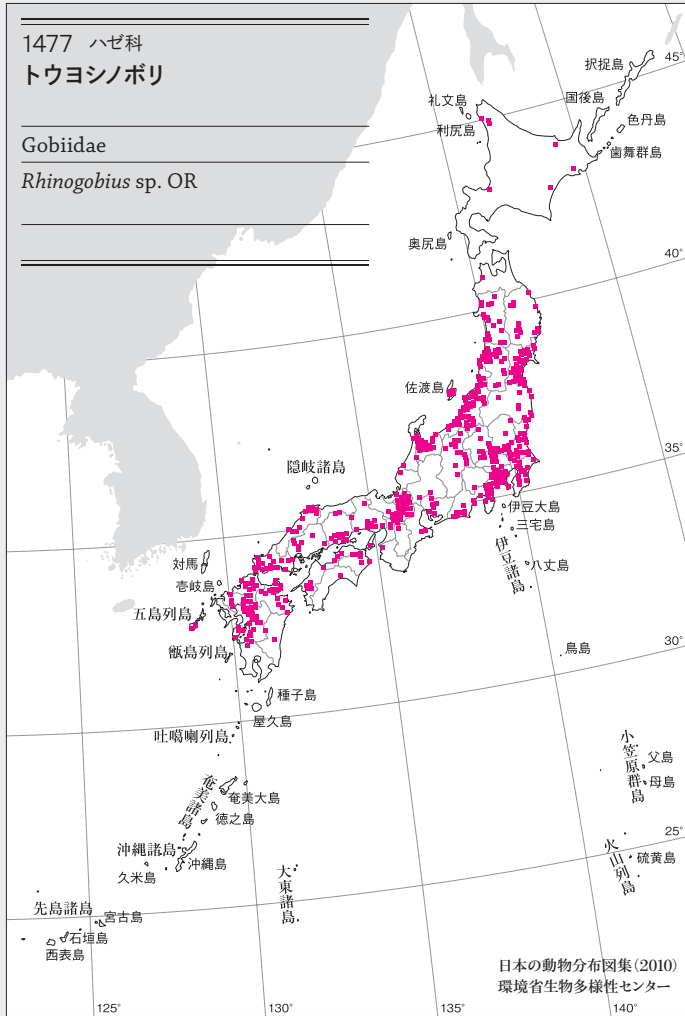 1477 ハゼ科
トウヨシノボリ
Gobiidae
Rhinogobius sp. OR
45°
択捉島
国後島
礼文島
色丹島
利尻島
歯舞群島
奥尻島
40°
佐渡島
35°
隠岐諸島
伊豆大島
三宅島
伊豆諸島
八丈島
対馬
壱岐島
五島列島
甑島列島
鳥島
30°
種子島
屋久島
吐噶喇列島
小笠原群島
父島
母島
奄美諸島
奄美大島
徳之島
25°
沖縄諸島
沖縄島
久米島
火山列島
硫黄島
大東諸島
先島諸島
宮古島
石垣島
西表島
日本の動物分布図集(2010)
環境省生物多様性センター
125°
130°
135°
140°